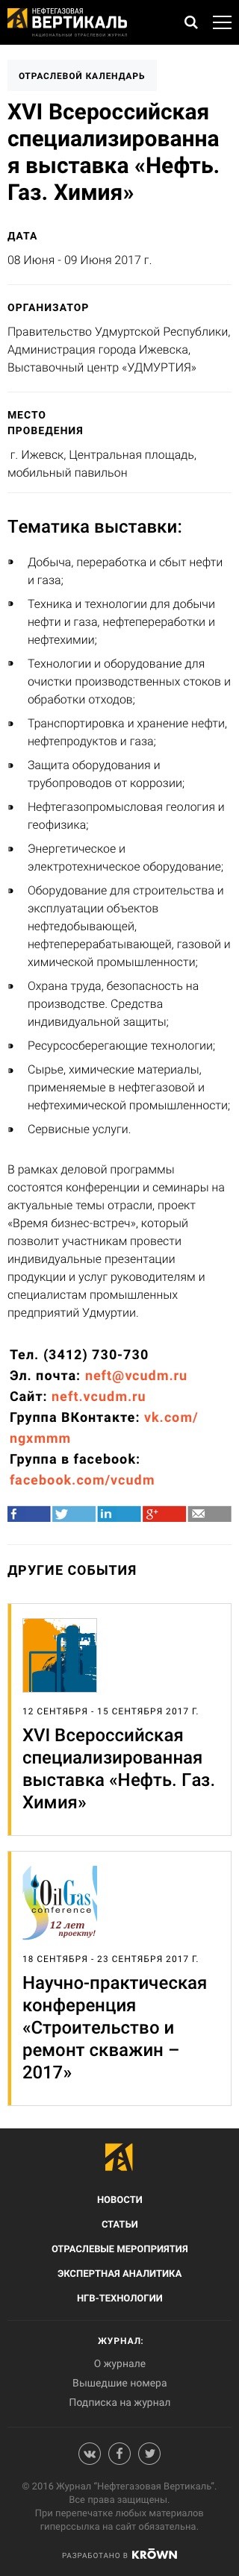 НЕФТЕГАЗОВАЯ
ВЕРТИКАЛЬ
НАЦИОНАЛЬНЫЙ ОТРАСЛЕВОЙ ЖУРНАЛ
ОТРАСЛЕВОЙ КАЛЕНДАРЬ
XVI Всероссийская
специализированна
я выставка «Нефть.
Газ. Химия»
ДАТА
08 Июня - 09 Июня 2017 г.
ОРГАНИЗАТОР
Правительство Удмуртской Республики,
Администрация города Ижевска,
Выставочный центр «УДМУРТИЯ»
МЕСТО
ПРОВЕДЕНИЯ
г. Ижевск, Центральная площадь,
мобильный павильон
Тематика выставки:
Добыча, переработка и сбыт нефти
и газа;
Техника и технологии для добычи
нефти и газа, нефтепереработки и
нефтехимии;
Технологии и оборудование для
очистки производственных стоков и
обработки отходов;
Транспортировка и хранение нефти,
нефтепродуктов и газа;
Защита оборудования и
трубопроводов от коррозии;
Нефтегазопромысловая геология и
геофизика;
Энергетическое и
электротехническое оборудование;
Оборудование для строительства и
эксплуатации объектов
нефтедобывающей,
нефтеперерабатывающей, газовой и
химической промышленности;
Охрана труда, безопасность на
производстве. Средства
индивидуальной защиты;
Ресурсосберегающие технологии;
Сырье, химические материалы,
применяемые в нефтегазовой и
нефтехимической промышленности;
Сервисные услуги.
В рамках деловой программы
состоятся конференции и семинары на
актуальные темы отрасли, проект
«Время бизнес-встреч», который
позволит участникам провести
индивидуальные презентации
продукции и услуг руководителям и
специалистам промышленных
предприятий Удмуртии.
Тел. (3412) 730-730
Эл. почта: neft@vcudm.ru
Сайт: neft.vcudm.ru
Группа ВКонтакте: vk.com/
ngxmmm
Группа в facebook:
facebook.com/vcudm
ДРУГИЕ СОБЫТИЯ
12 СЕНТЯБРЯ - 15 СЕНТЯБРЯ 2017 Г.
XVI Всероссийская
специализированная
выставка «Нефть. Газ.
Химия»
OilGas
conference
12 лет
проекту!
18 СЕНТЯБРЯ - 23 СЕНТЯБРЯ 2017 Г.
Научно-практическая
конференция
«Строительство и
ремонт скважин –
2017»
НОВОСТИ
СТАТЬИ
ОТРАСЛЕВЫЕ МЕРОПРИЯТИЯ
ЭКСПЕРТНАЯ АНАЛИТИКА
НГВ-ТЕХНОЛОГИИ
ЖУРНАЛ:
О журнале
Вышедшие номера
Подписка на журнал
© 2016 Журнал "Нефтегазовая Вертикаль".
Все права защищены.
При перепечатке любых материалов
гиперссылка на сайт обязательна.
РАЗРАБОТАНО В KRÖWN